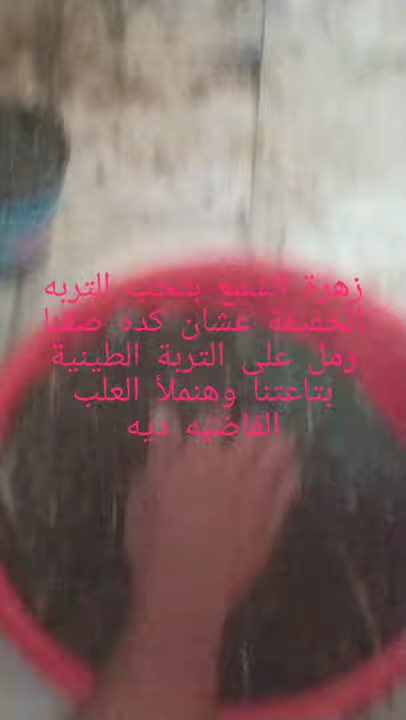 زهرة الشمع بتحب التربه
الخفيفة عشان كده ضفنا
رمل على التربة الطينية
بتاعتنا وهنملأ العلب
الفاضيه ديه